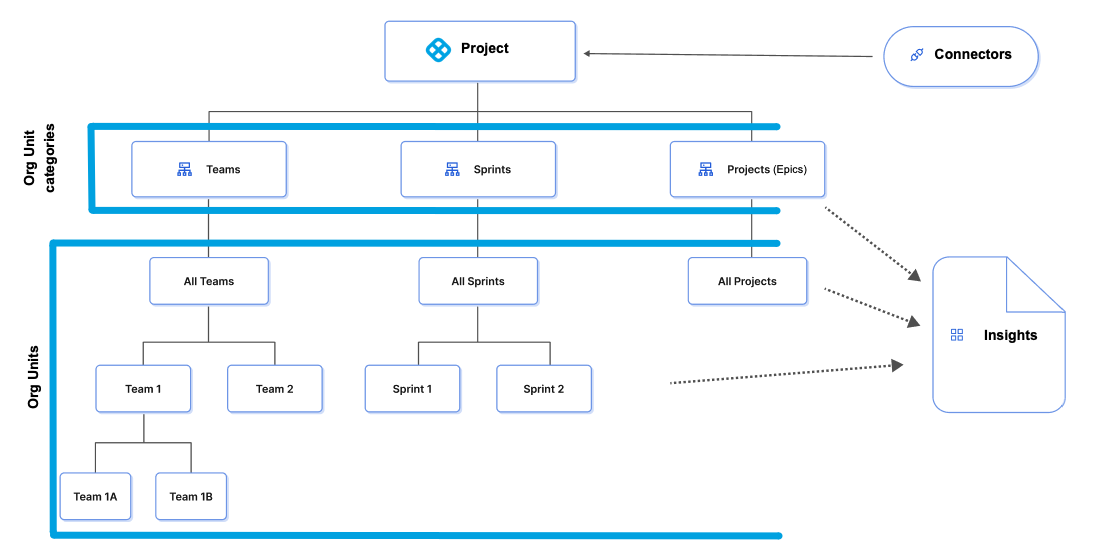 Project
Connectors
Org Unit
categories
Teams
Sprints
Projects (Epics)
All Teams
All Sprints
All Projects
Insights
Org Units
Team 1
Team 2
Sprint 1
Sprint 2
Team 1A
Team 1B